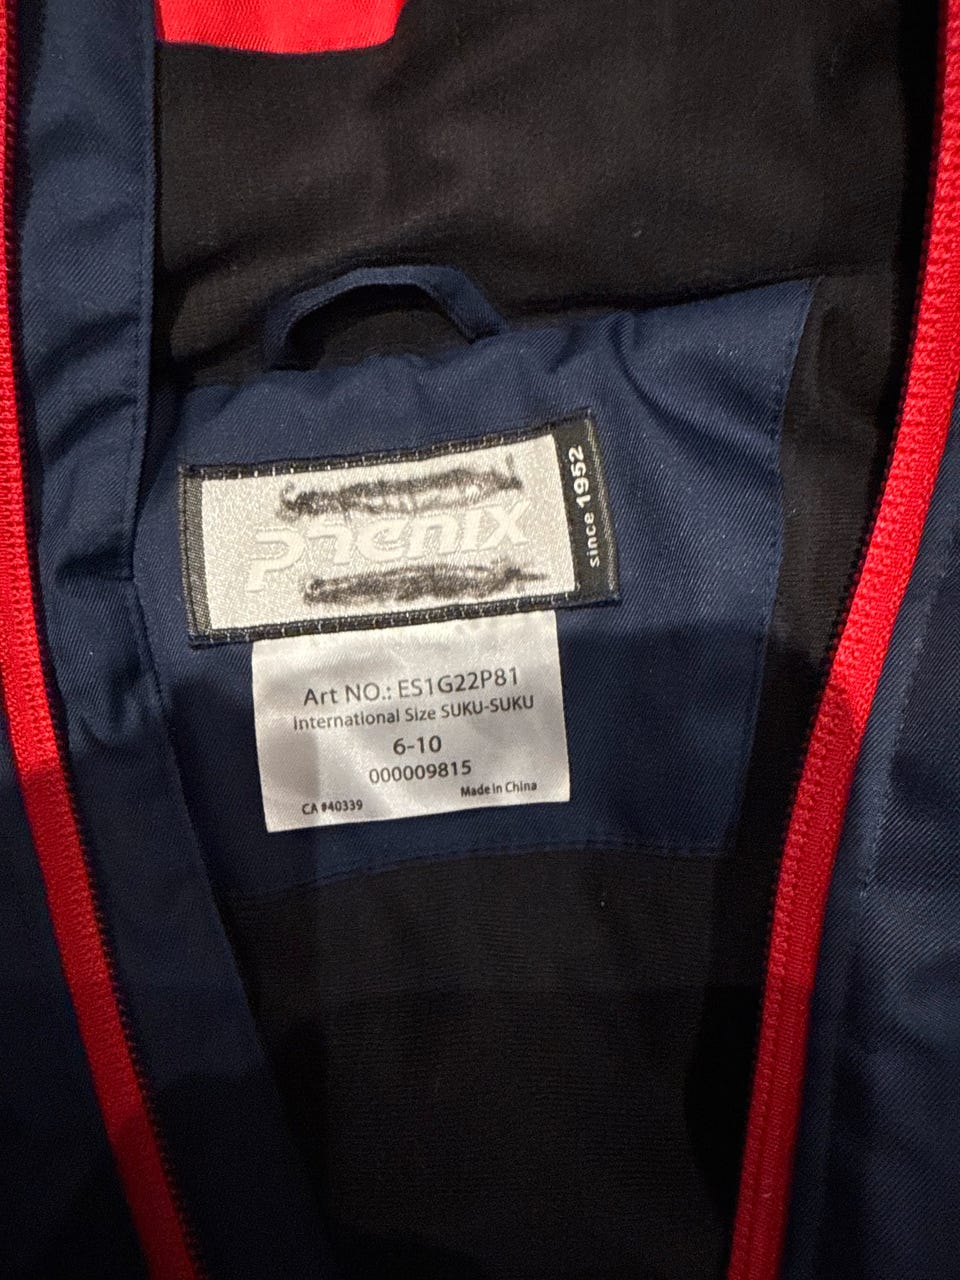 Phenix
since 1952
Art NO.: ES1G22P81
International Size SUKU-SUKU
6-10
000009815
CA #40339
Made in China